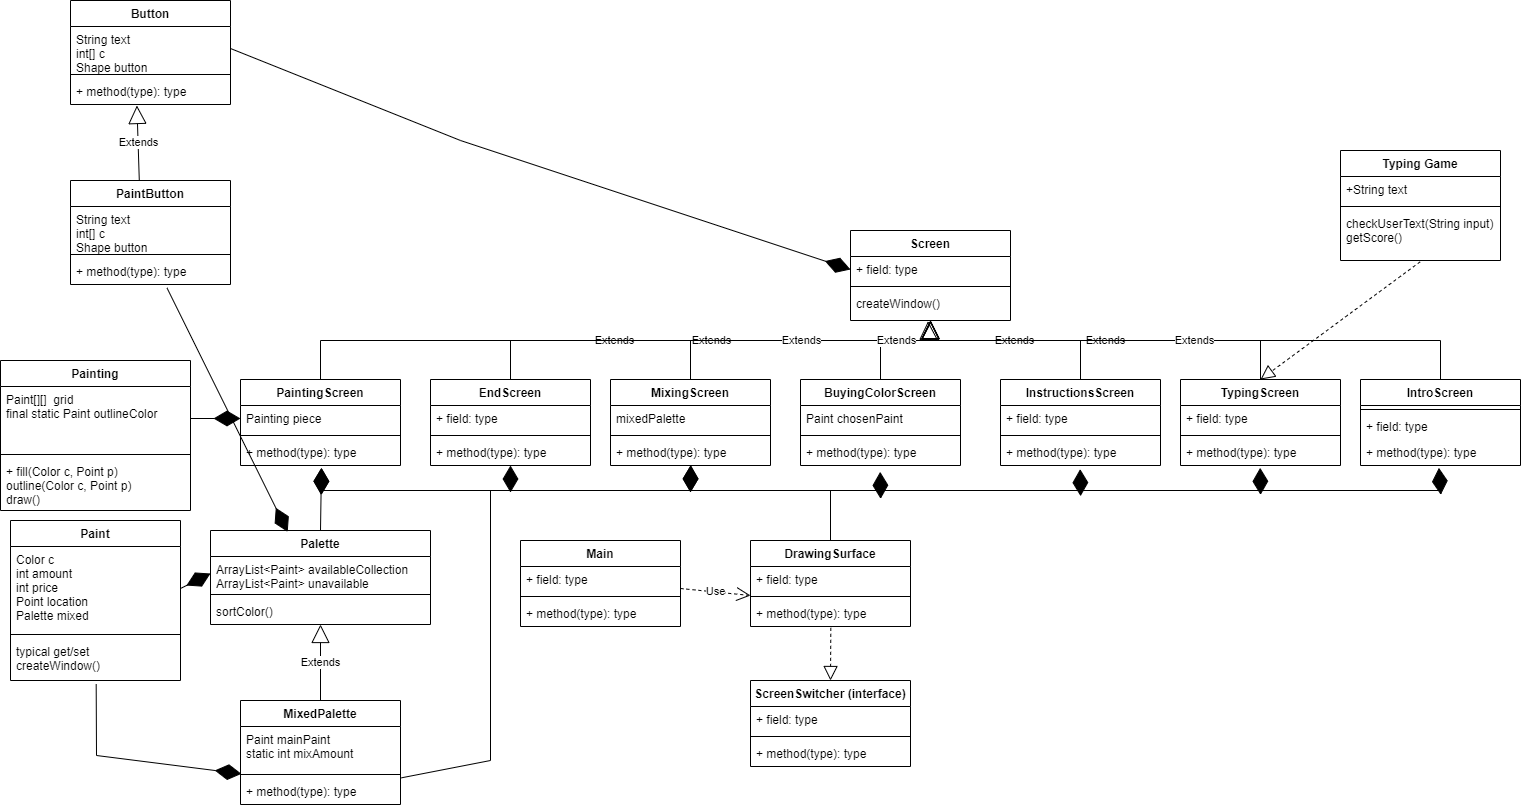 Button
String text
int[] c
Shape button
+ method(type): type
Extends
PaintButton
String text
int[] c
Shape button
+ method(type): type
Typing Game
+String text
checkUserText(String input)
getScore()
Screen
+ field: type
createWindow()
Extends
Extends
Extends
Extends
Extends
Extends
Extends
Painting
Paint[][]  grid
final static Paint outlineColor
+ fill(Color c, Point p)
outline(Color c, Point p)
draw()
PaintingScreen
Painting piece
+ method(type): type
EndScreen
+ field: type
+ method(type): type
MixingScreen
mixedPalette
+ method(type): type
BuyingColorScreen
Paint chosenPaint
+ method(type): type
InstructionsScreen
+ field: type
+ method(type): type
TypingScreen
+ field: type
+ method(type): type
IntroScreen
+ field: type
+ method(type): type
Paint
Color c
int amount
int price
Point location
Palette mixed
typical get/set
createWindow()
Palette
ArrayList<Paint> availableCollection
ArrayList<Paint> unavailable
sortColor()
Extends
Main
+ field: type
+ method(type): type
Use
DrawingSurface
+ field: type
+ method(type): type
MixedPalette
Paint mainPaint
static int mixAmount
+ method(type): type
ScreenSwitcher (interface)
+ field: type
+ method(type): type